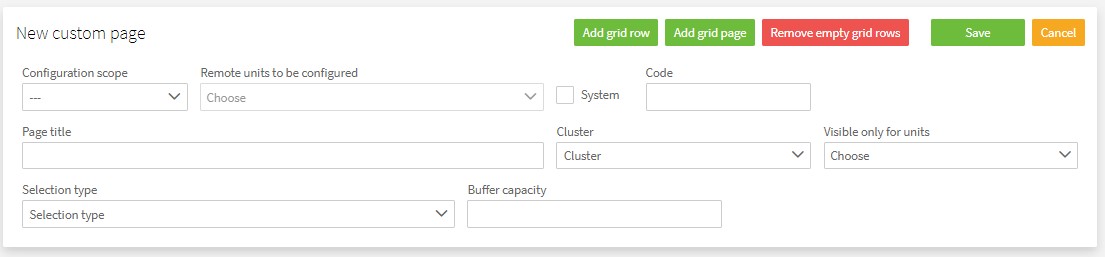 New custom page Add grid row Add grid page Remove empty grid rows Save Cancel
Configuration scope Remote units to be configured Code
--- Choose System
Page title Cluster Visible only for units
Cluster Choose
Selection type Buffer capacity
Selection type